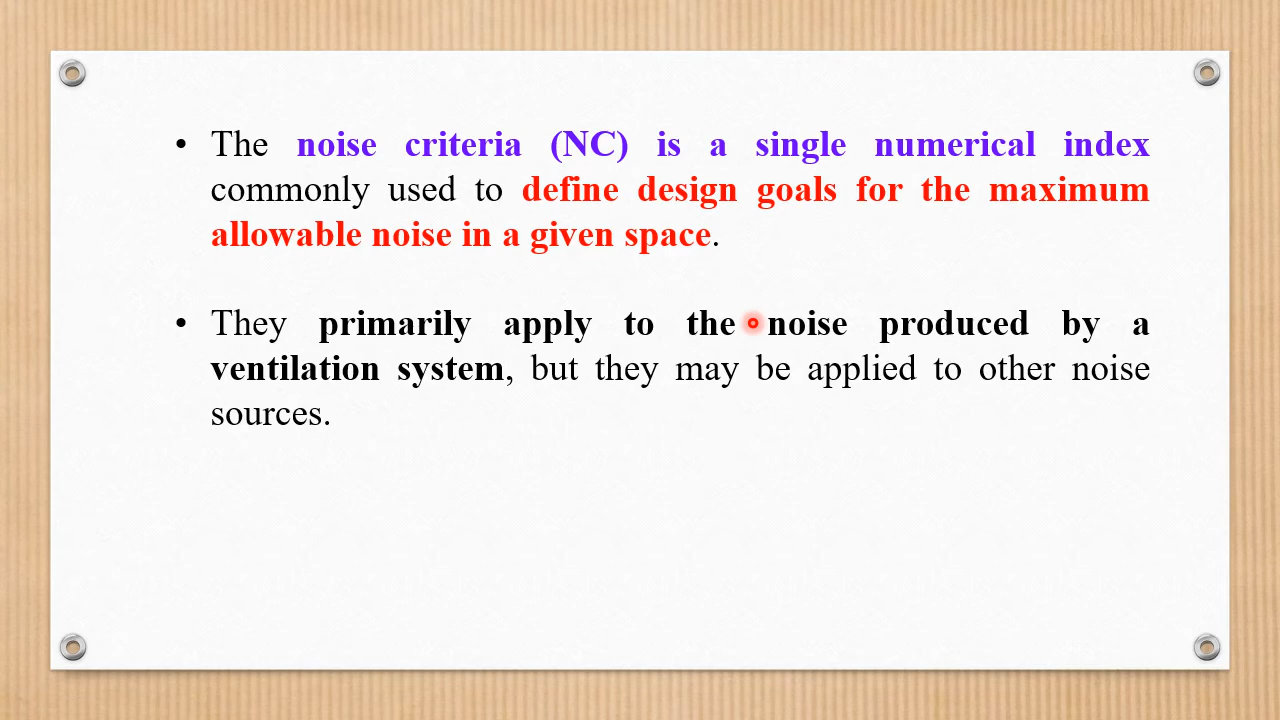 • The noise criteria (NC) is a single numerical index
commonly used to define design goals for the maximum
allowable noise in a given space.
• They primarily apply to the noise produced by a
ventilation system, but they may be applied to other noise
sources.